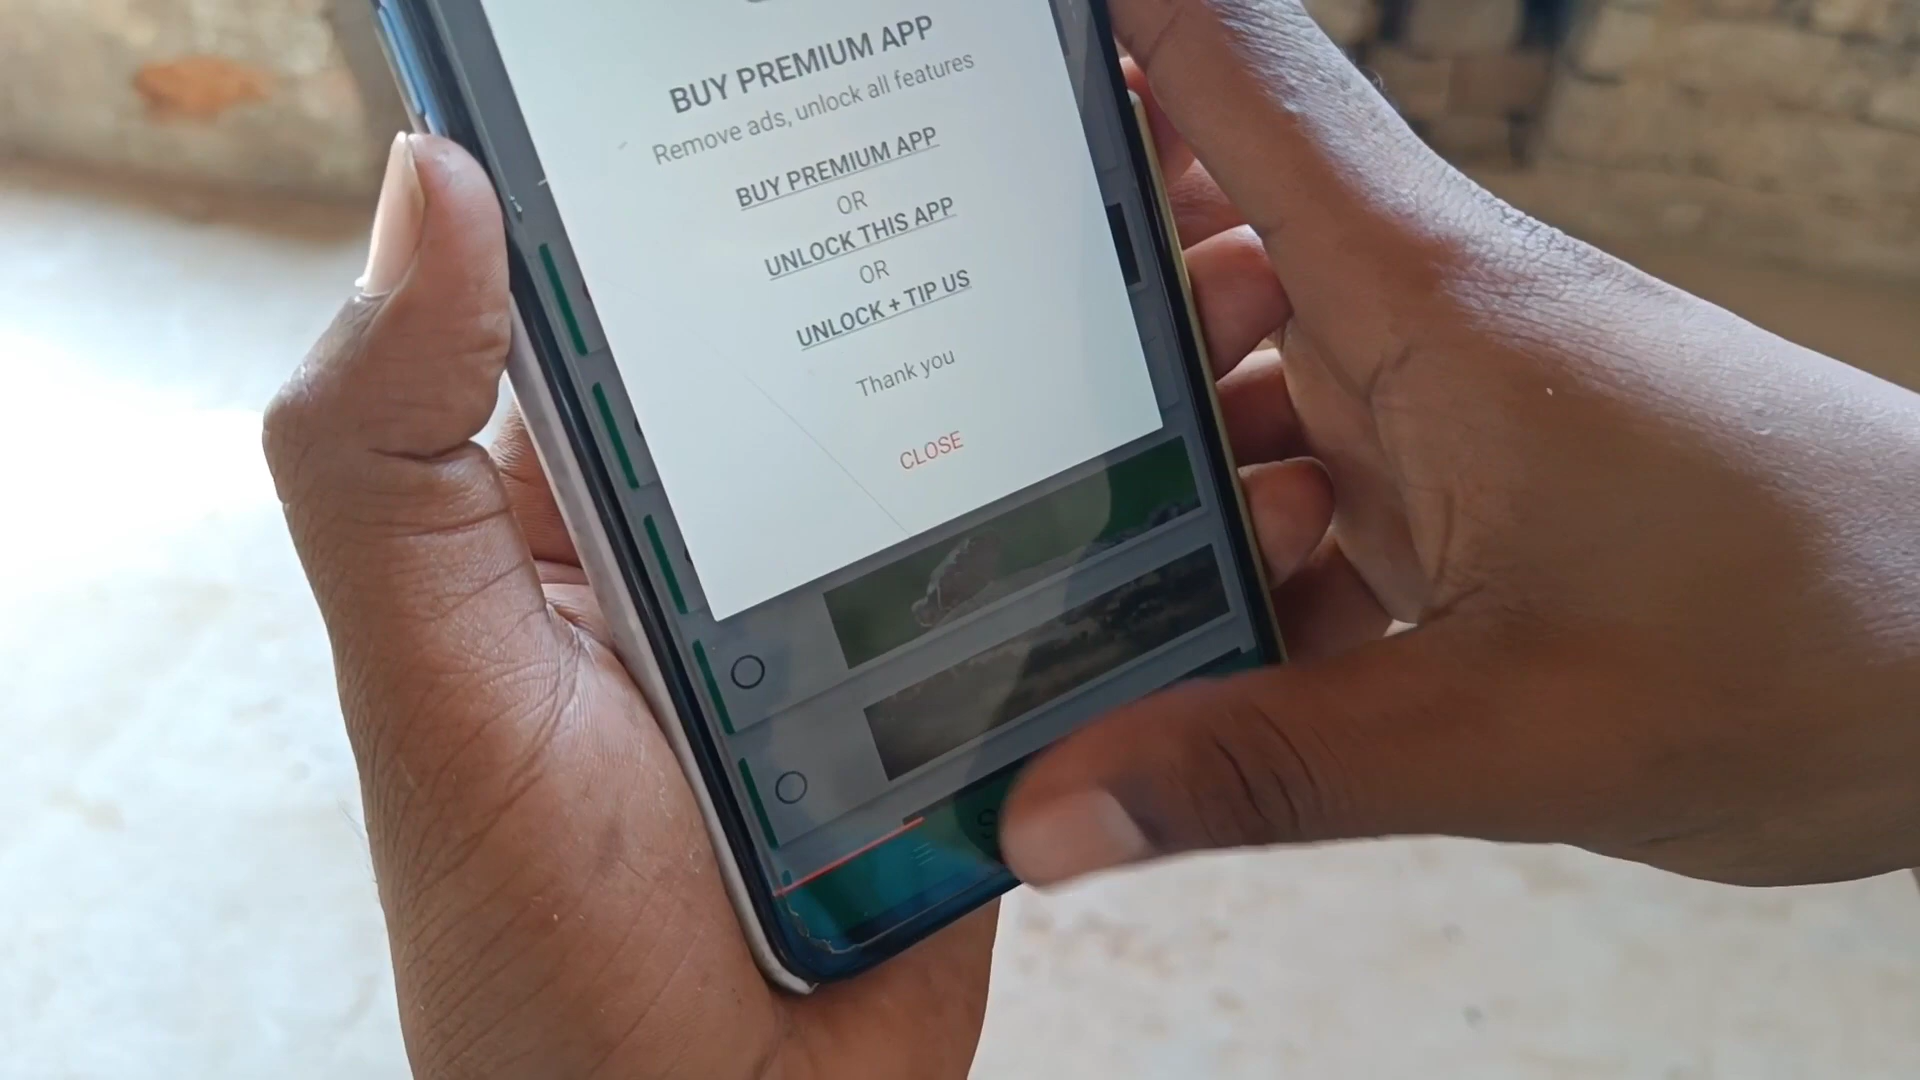 BUY PREMIUM APP
Remove ads, unlock all features
BUY PREMIUM APP
OR
UNLOCK THIS APP
OR
UNLOCK + TIP US
Thank you
CLOSE